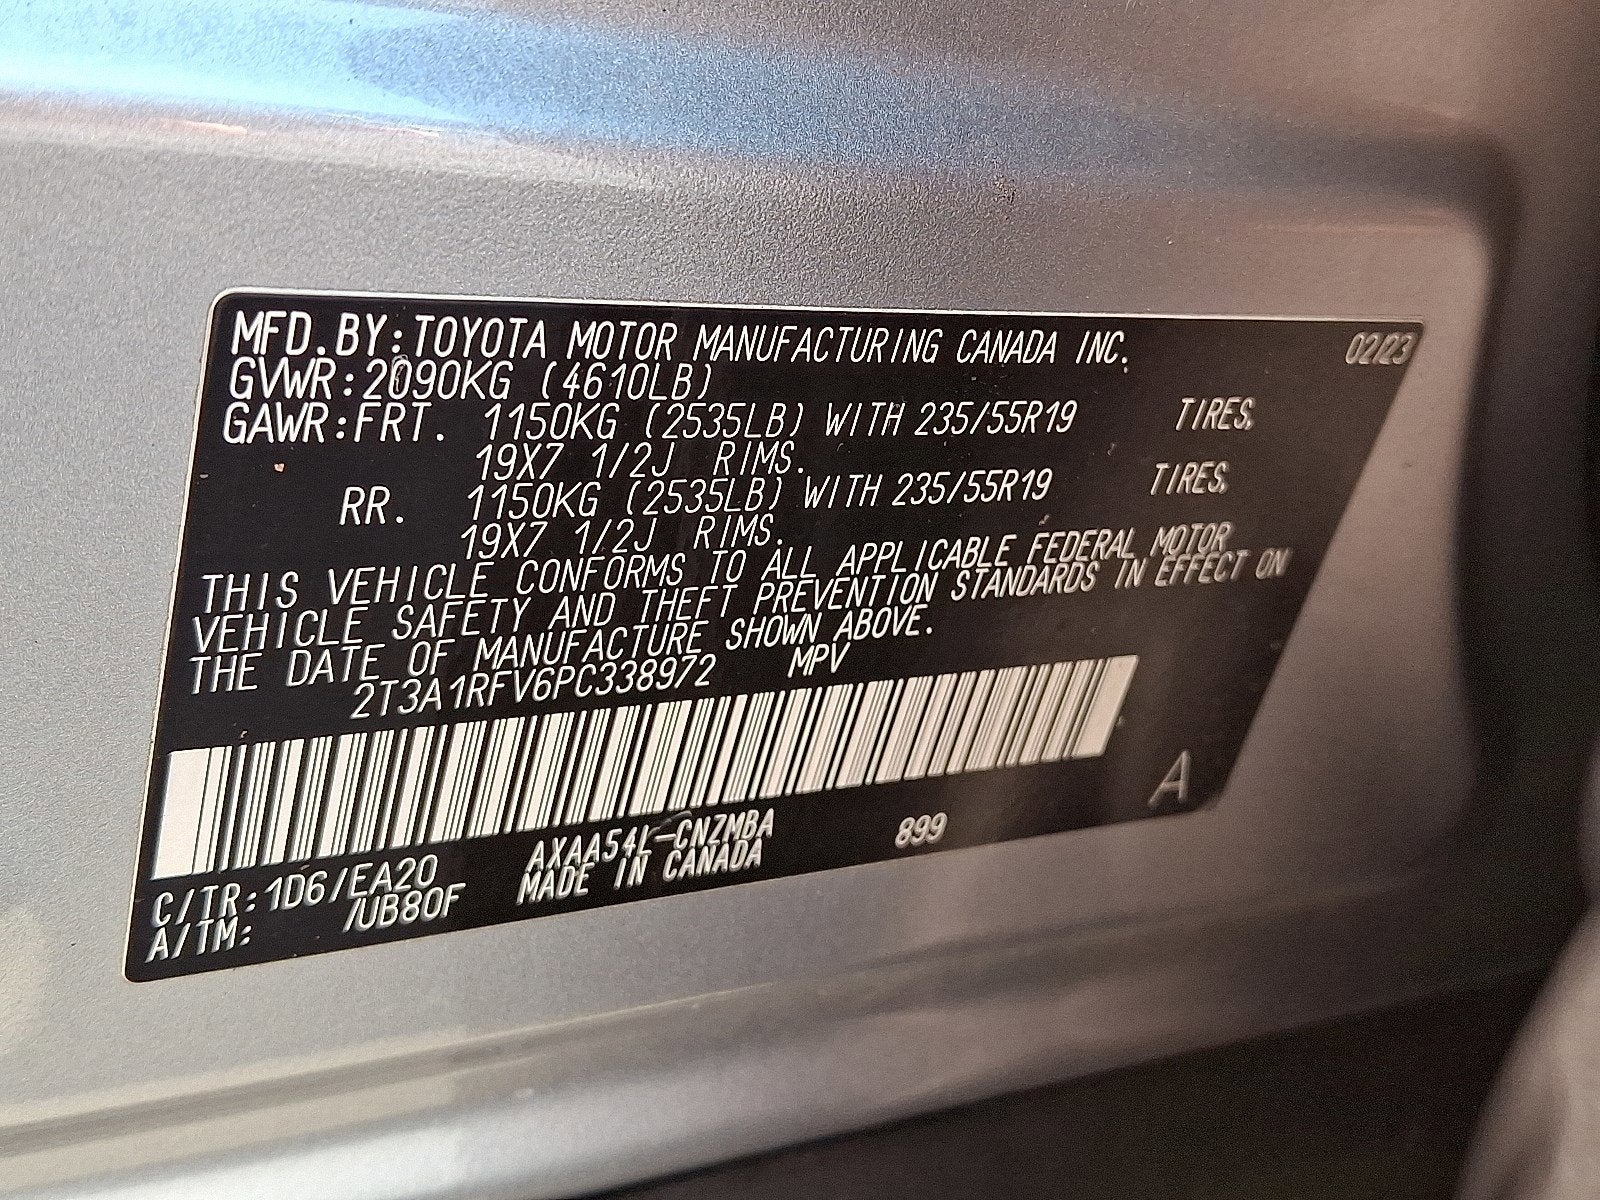 MFD. BY: TOYOTA MOTOR MANUFACTURING CANADA INC. 02/23
GVWR: 2090KG (4610LB)
GAWR: FRT. 1150KG (2535LB) WITH 235/55R19 TIRES,
19X7 1/2J RIMS.
RR. 1150KG (2535LB) WITH 235/55R19 TIRES,
19X7 1/2J RIMS.
THIS VEHICLE CONFORMS TO ALL APPLICABLE FEDERAL MOTOR
VEHICLE SAFETY AND THEFT PREVENTION STANDARDS IN EFFECT ON
THE DATE OF MANUFACTURE SHOWN ABOVE.
2T3A1RFV6PC338972 MPV
A
C/TR: 1D6/EA20 AXAA54L-CNZMBA 899
A/TM: /UB80F MADE IN CANADA